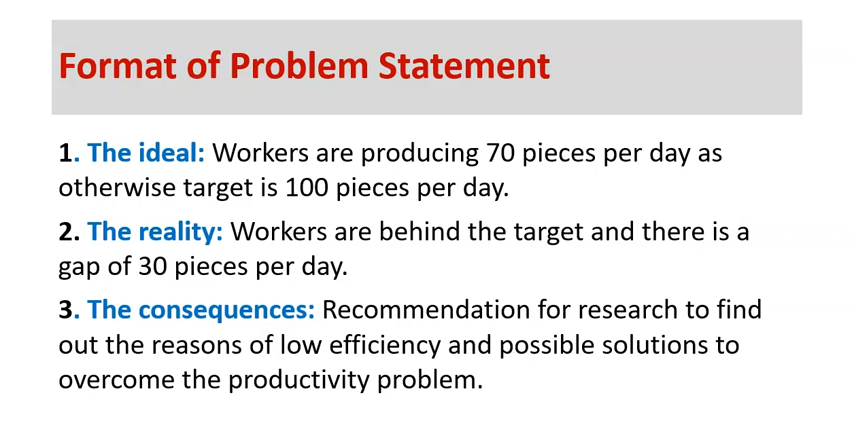 Format of Problem Statement
1. The ideal: Workers are producing 70 pieces per day as
otherwise target is 100 pieces per day.
2. The reality: Workers are behind the target and there is a
gap of 30 pieces per day.
3. The consequences: Recommendation for research to find
out the reasons of low efficiency and possible solutions to
overcome the productivity problem.